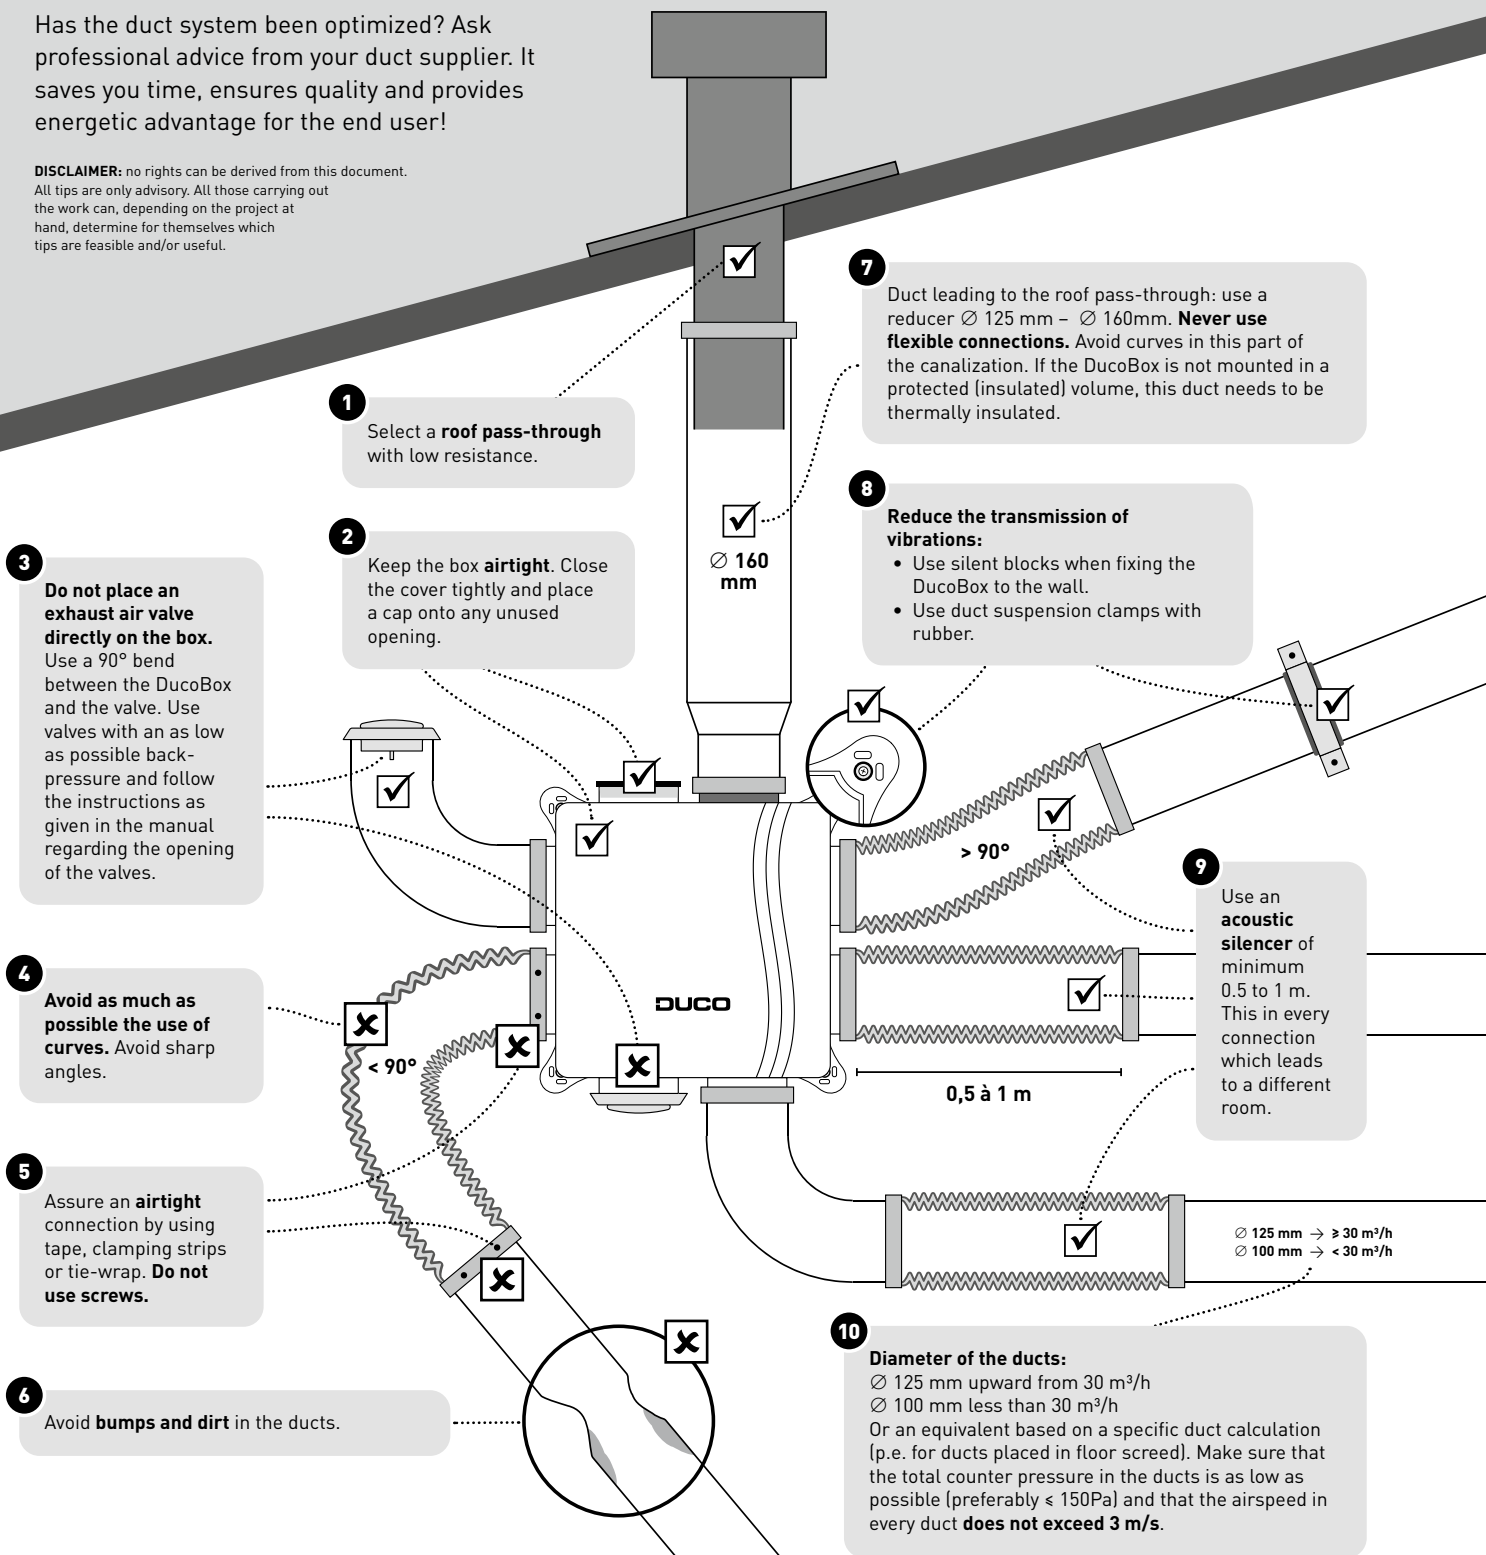 Has the duct system been optimized? Ask
professional advice from your duct supplier. It
saves you time, ensures quality and provides
energetic advantage for the end user!
DISCLAIMER: no rights can be derived from this document.
All tips are only advisory. All those carrying out
the work can, depending on the project at
hand, determine for themselves which
tips are feasible and/or useful.
1
Select a roof pass-through
with low resistance.
2
Keep the box airtight. Close
the cover tightly and place
a cap onto any unused
opening.
3
Do not place an
exhaust air valve
directly on the box.
Use a 90° bend
between the DucoBox
and the valve. Use
valves with an as low
as possible back-
pressure and follow
the instructions as
given in the manual
regarding the opening
of the valves.
4
Avoid as much as
possible the use of
curves. Avoid sharp
angles.
5
Assure an airtight
connection by using
tape, clamping strips
or tie-wrap. Do not
use screws.
6
Avoid bumps and dirt in the ducts.
7
Duct leading to the roof pass-through: use a
reducer ∅ 125 mm – ∅ 160mm. Never use
flexible connections. Avoid curves in this part of
the canalization. If the DucoBox is not mounted in a
protected (insulated) volume, this duct needs to be
thermally insulated.
8
Reduce the transmission of
vibrations:
• Use silent blocks when fixing the
DucoBox to the wall.
• Use duct suspension clamps with
rubber.
9
Use an
acoustic
silencer of
minimum
0.5 to 1 m.
This in every
connection
which leads
to a different
room.
10
Diameter of the ducts:
∅ 125 mm upward from 30 m³/h
∅ 100 mm less than 30 m³/h
Or an equivalent based on a specific duct calculation
(p.e. for ducts placed in floor screed). Make sure that
the total counter pressure in the ducts is as low as
possible (preferably ⩽ 150Pa) and that the airspeed in
every duct does not exceed 3 m/s.
∅ 160
mm
> 90°
< 90°
DUCO
0,5 à 1 m
∅ 125 mm → ⩾ 30 m³/h
∅ 100 mm → < 30 m³/h